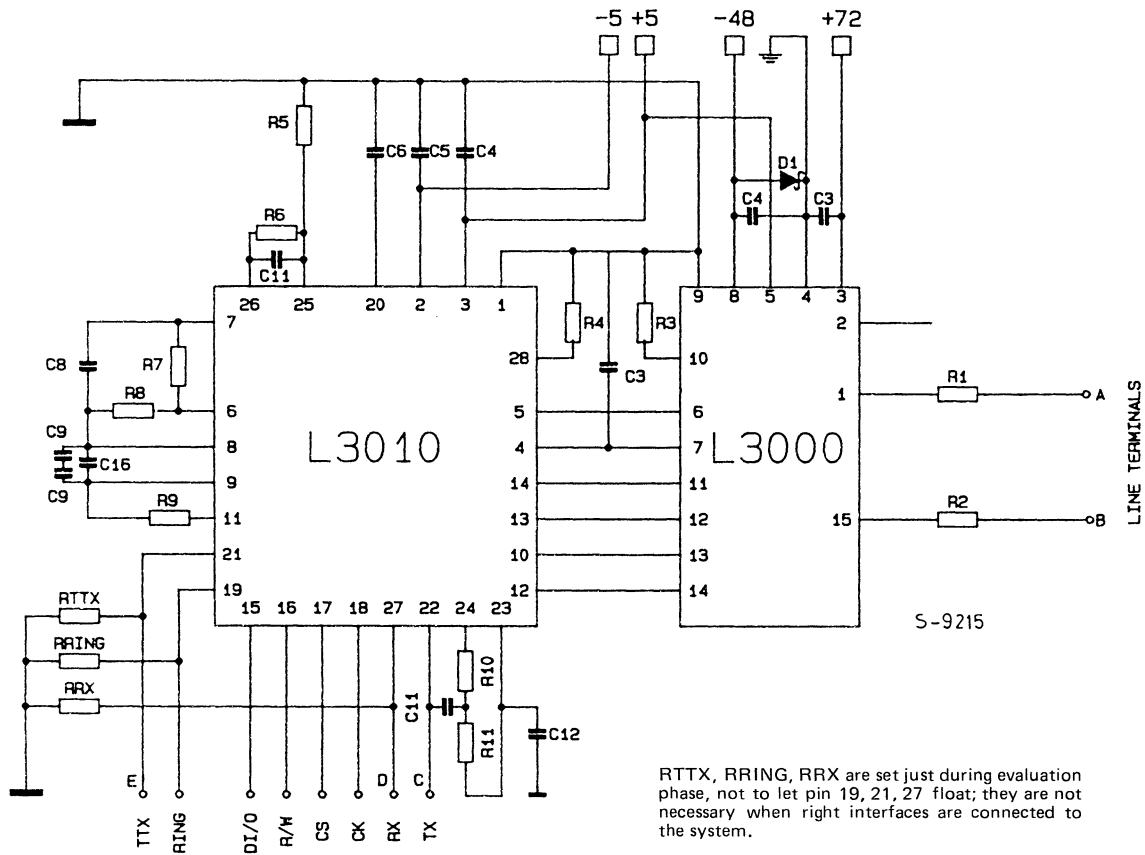 -5 +5 -48 +72
R5 C6 C5 C4 D1
C4 C3
R6
C11
26 25 20 2 3 1 9 8 5 4 3
7 2
R4 R3
C8 R7 28 C3 10
R8 1 R1 A
6 5 6
C9 8 L3010 4 7 L3000
C16
C9 9 14 11
R9 11 13 12 15 R2 B
LINE TERMINALS
21 10 13
19 12 14
RTTX 15 16 17 18 27 22 24 23
S-9215
RRING
R10
RRX
C11
R11 C12
E D C
TTX RING DI/O R/W CS CK RX TX
RTTX, RRING, RRX are set just during evaluation
phase, not to let pin 19, 21, 27 float; they are not
necessary when right interfaces are connected to
the system.